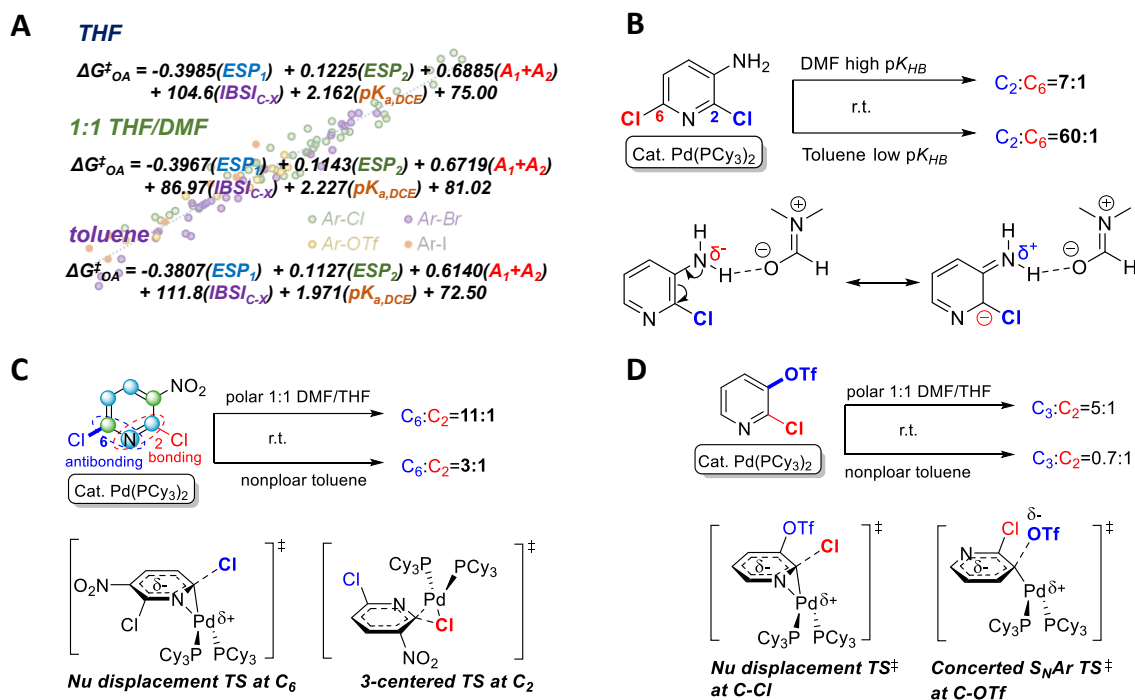 A
THF
ΔG‡OA = -0.3985(ESP1) + 0.1225(ESP2) + 0.6885(A1+A2)
+ 104.6(IBSIC-X) + 2.162(pKa,DCE) + 75.00
1:1 THF/DMF
ΔG‡OA = -0.3967(ESP1) + 0.1143(ESP2) + 0.6719(A1+A2)
+ 86.97(IBSIC-X) + 2.227(pKa,DCE) + 81.02
Ar-Cl Ar-Br
Ar-OTf Ar-I
toluene
ΔG‡OA = -0.3807(ESP1) + 0.1127(ESP2) + 0.6140(A1+A2)
+ 111.8(IBSIC-X) + 1.971(pKa,DCE) + 72.50
B
NH2
Cl 6 N 2 Cl
Cat. Pd(PCy3)2
DMF high pKHB
r.t.
Toluene low pKHB
C2:C6=7:1
C2:C6=60:1
H
N δ-
H
O
⊖
N
⊕
H
N
Cl
H
N δ+
H
O
⊖
N
⊕
H
N
⊖
Cl
C
NO2
Cl 6 N 2 Cl
antibonding bonding
Cat. Pd(PCy3)2
polar 1:1 DMF/THF
r.t.
nonpolar toluene
C6:C2=11:1
C6:C2=3:1
‡
Cl
NO2
δ-
N
Cl
Pd δ+
Cy3P PCy3
Nu displacement TS at C6
‡
Cy3P PCy3
Cl
Pd
N
Cl
NO2
3-centered TS at C2
D
OTf
N Cl
Cat. Pd(PCy3)2
polar 1:1 DMF/THF
r.t.
nonploar toluene
C3:C2=5:1
C3:C2=0.7:1
‡
OTf
Cl
δ-
N
Pd δ+
Cy3P PCy3
Nu displacement TS‡
at C-Cl
‡
δ-
Cl
OTf
N
δ-
Pd δ+
Cy3P PCy3
Concerted SNAr TS‡
at C-OTf